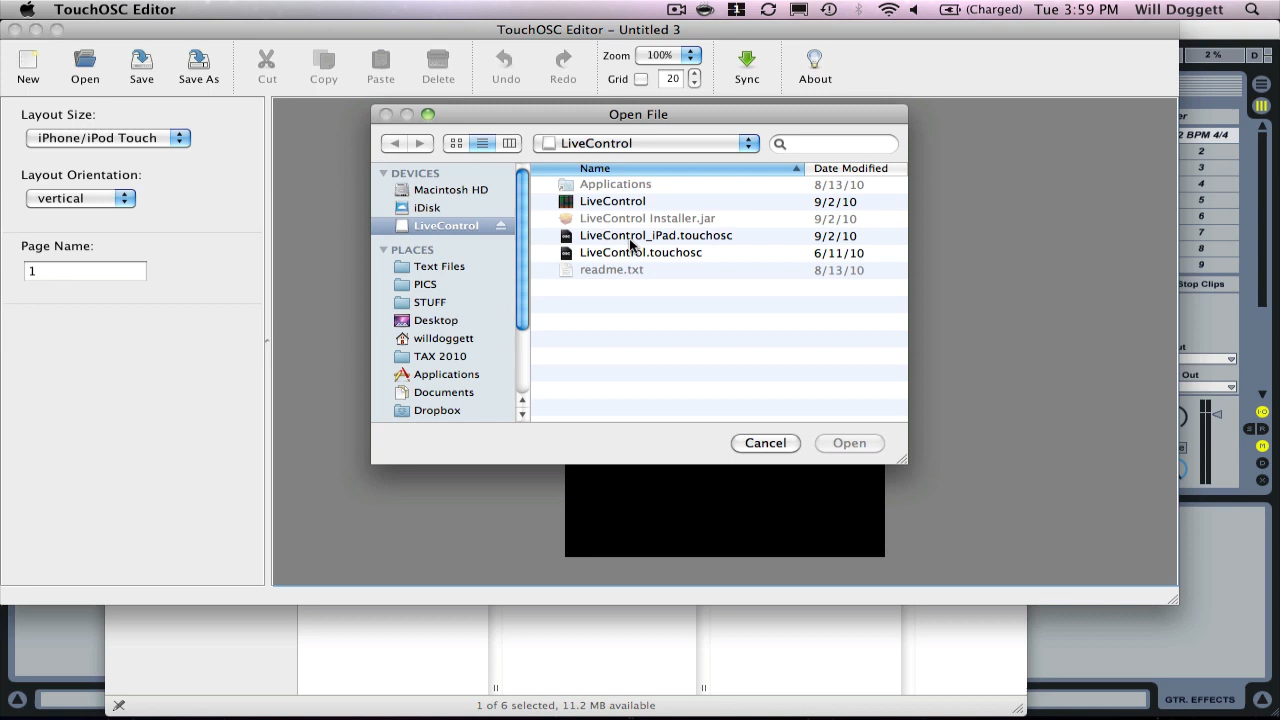 TouchOSC Editor
(Charged)
Tue 3:59 PM
Will Doggett
TouchOSC Editor – Untitled 3
New
Open
Save
Save As
Cut
Copy
Paste
Delete
Undo
Redo
Zoom
100%
Grid
20
Sync
About
2 %
D
Layout Size:
iPhone/iPod Touch
Layout Orientation:
vertical
Page Name:
1
Open File
LiveControl
DEVICES
Macintosh HD
iDisk
LiveControl
PLACES
Text Files
PICS
STUFF
Desktop
willdoggett
TAX 2010
Applications
Documents
Dropbox
Name
Date Modified
Applications
8/13/10
LiveControl
9/2/10
LiveControl Installer.jar
9/2/10
LiveControl_iPad.touchosc
9/2/10
LiveControl.touchosc
6/11/10
readme.txt
8/13/10
Cancel
Open
2 BPM 4/4
2
3
4
5
6
7
8
9
Stop Clips
Out
S
R
M
D
X
1 of 6 selected, 11.2 MB available
GTR. EFFECTS